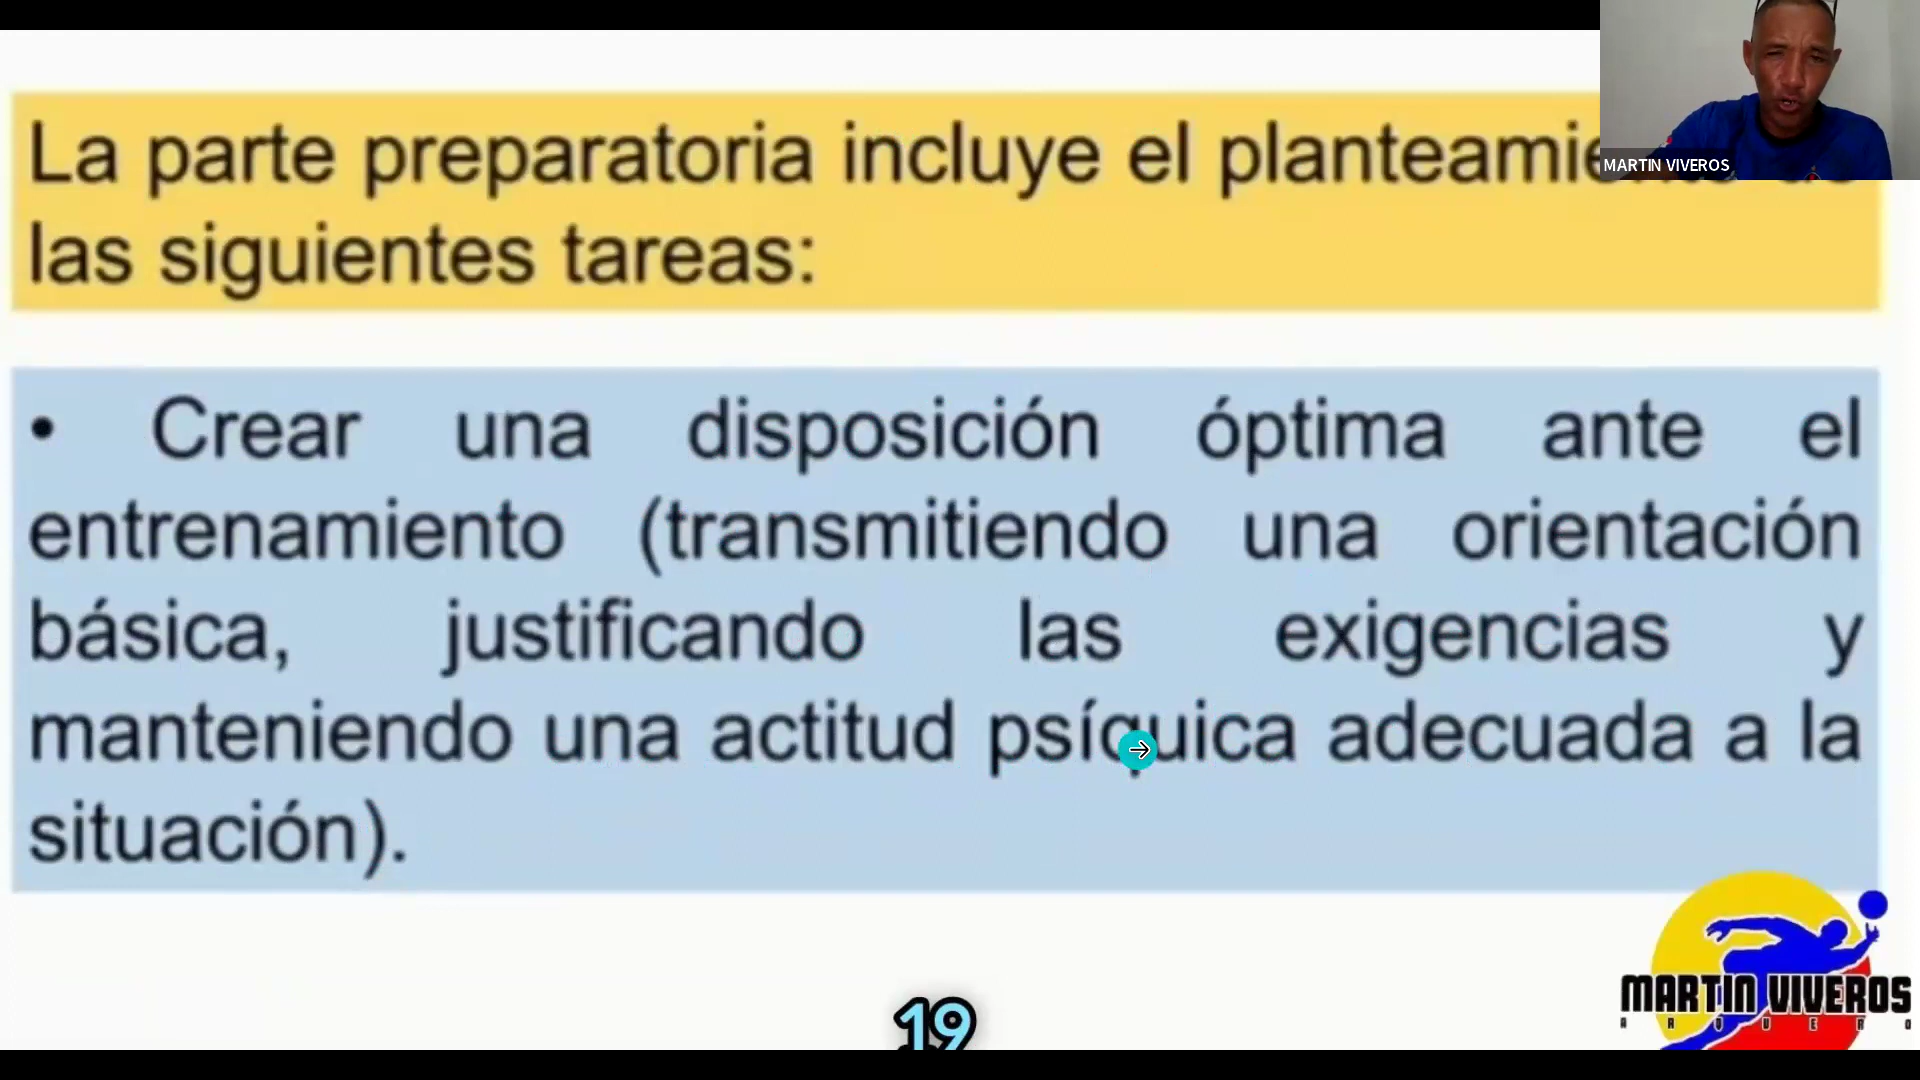 La parte preparatoria incluye el
las siguientes tareas:
MARTIN VIVEROS
• Crear una disposición óptima ante el
entrenamiento (transmitiendo una orientación
básica, justificando las exigencias y
manteniendo una actitud psíquica adecuada a la
situación).
MARTIN VIVEROS
ARQUERO
19